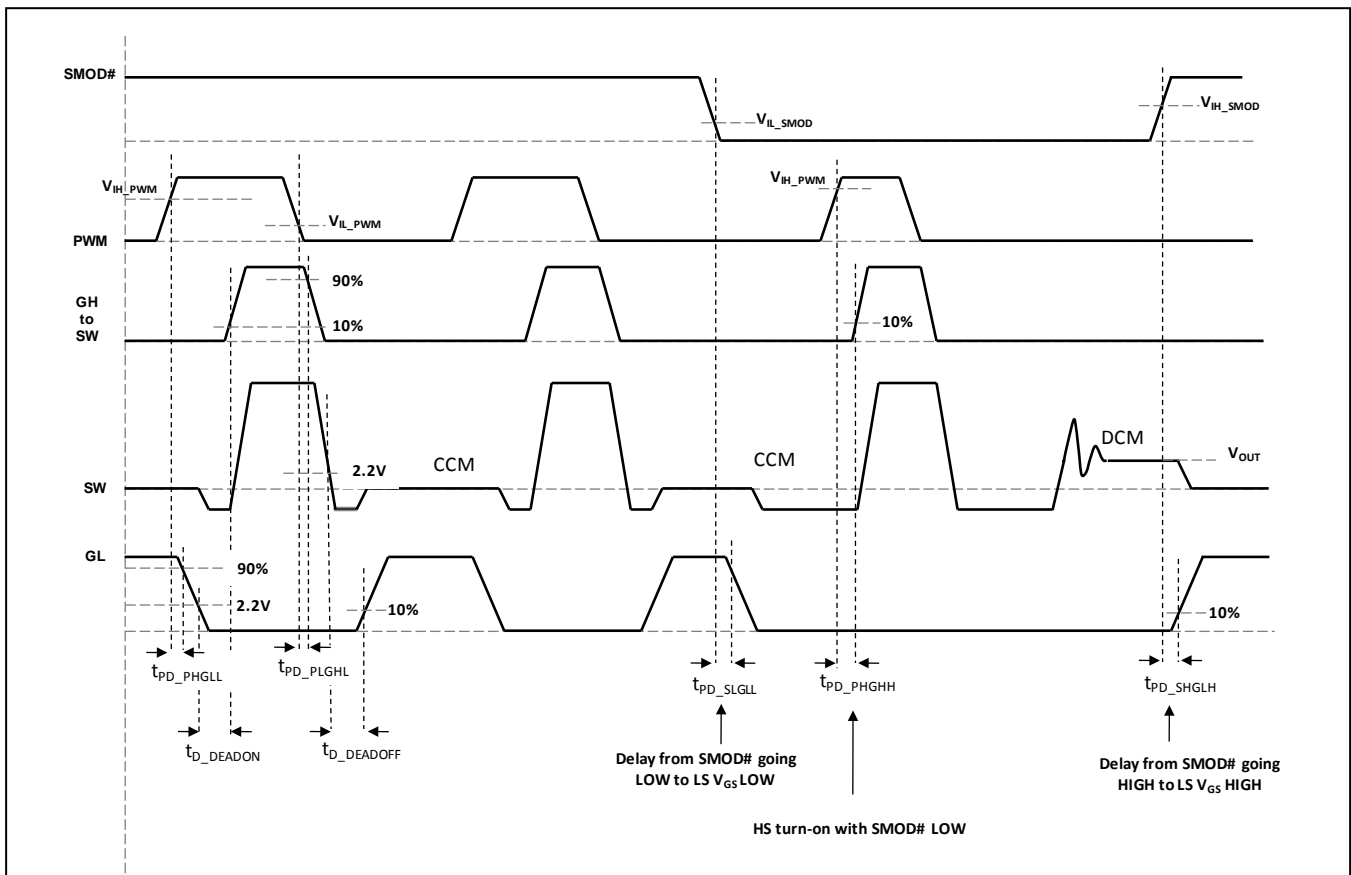 SMOD#
V_IL_SMOD
V_IH_SMOD
V_IH_PWM
V_IL_PWM
V_IH_PWM
PWM
GH
to
SW
90%
10%
10%
SW
2.2V
CCM
CCM
DCM
V_OUT
GL
90%
2.2V
10%
10%
t_PD_PHGLL
t_PD_PLGHL
t_PD_SLGLL
t_PD_PHGHH
t_PD_SHGLH
t_D_DEADON
t_D_DEADOFF
Delay from SMOD# going
LOW to LS V_GS LOW
Delay from SMOD# going
HIGH to LS V_GS HIGH
HS turn-on with SMOD# LOW